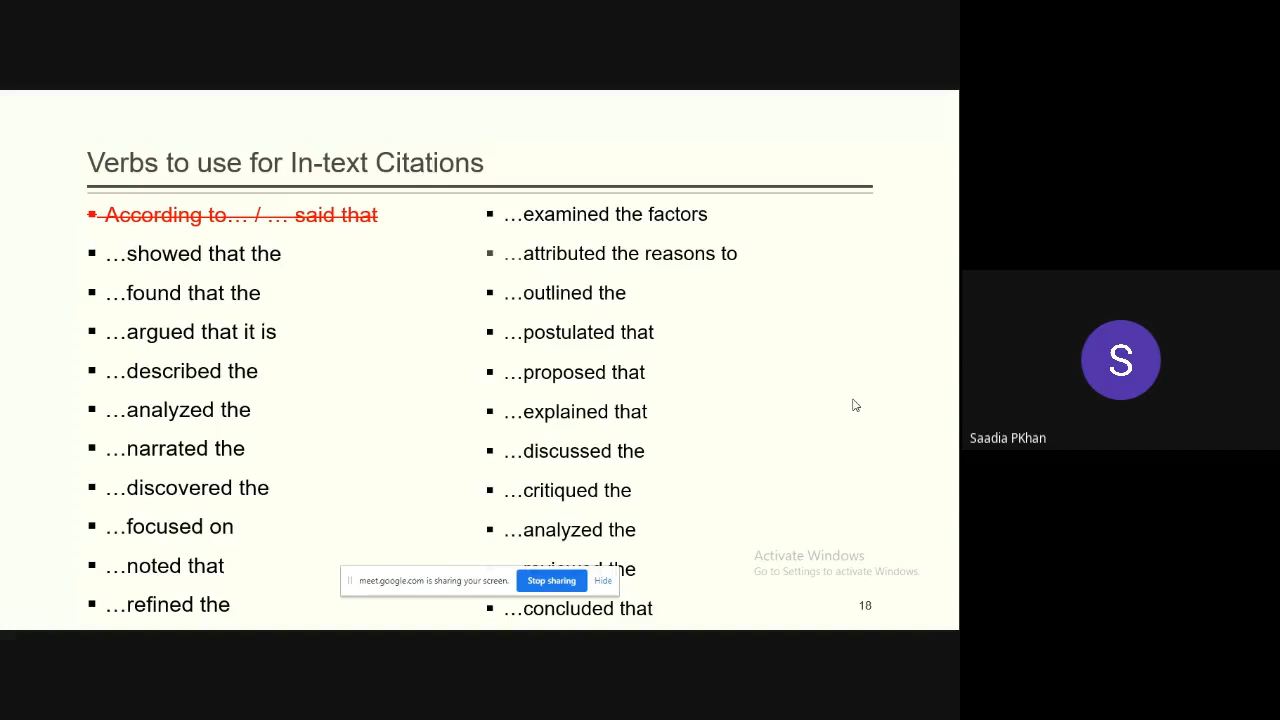 Verbs to use for In-text Citations
▪ According to… / … said that
▪ …showed that the
▪ …found that the
▪ …argued that it is
▪ …described the
▪ …analyzed the
▪ …narrated the
▪ …discovered the
▪ …focused on
▪ …noted that
▪ …refined the
▪ …examined the factors
▪ …attributed the reasons to
▪ …outlined the
▪ …postulated that
▪ …proposed that
▪ …explained that
▪ …discussed the
▪ …critiqued the
▪ …analyzed the
the
▪ …concluded that
meet.google.com is sharing your screen.
Stop sharing
Hide
Activate Windows
Go to Settings to activate Windows.
18
S
Saadia PKhan